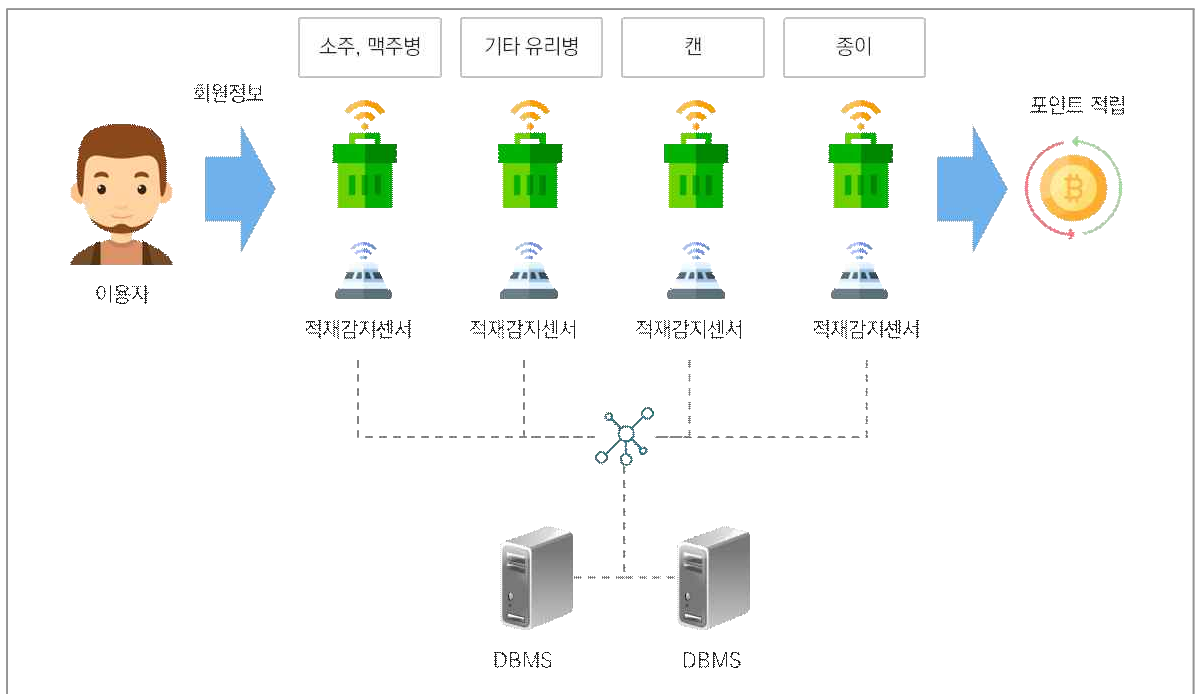 소주, 맥주병
기타 유리병
캔
종이
회원정보
포인트 적립
이용자
적재감지센서
적재감지센서
적재감지센서
적재감지센서
DBMS
DBMS